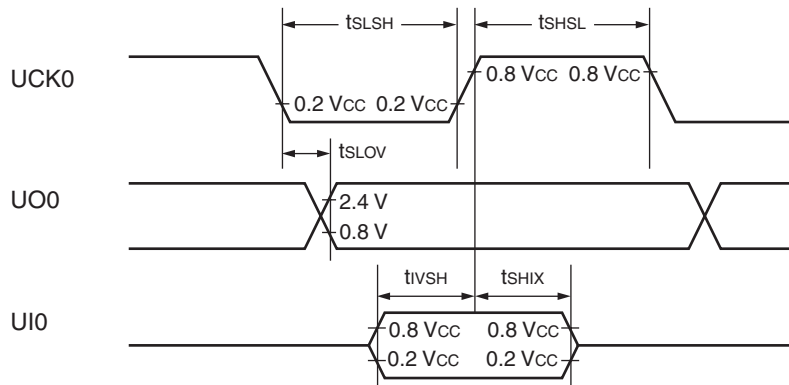 tSLSH tSHSL
UCK0
0.8 VCC 0.8 VCC
0.2 VCC 0.2 VCC
tSLOV
UO0
2.4 V
0.8 V
tIVSH tSHIX
UI0
0.8 VCC 0.8 VCC
0.2 VCC 0.2 VCC